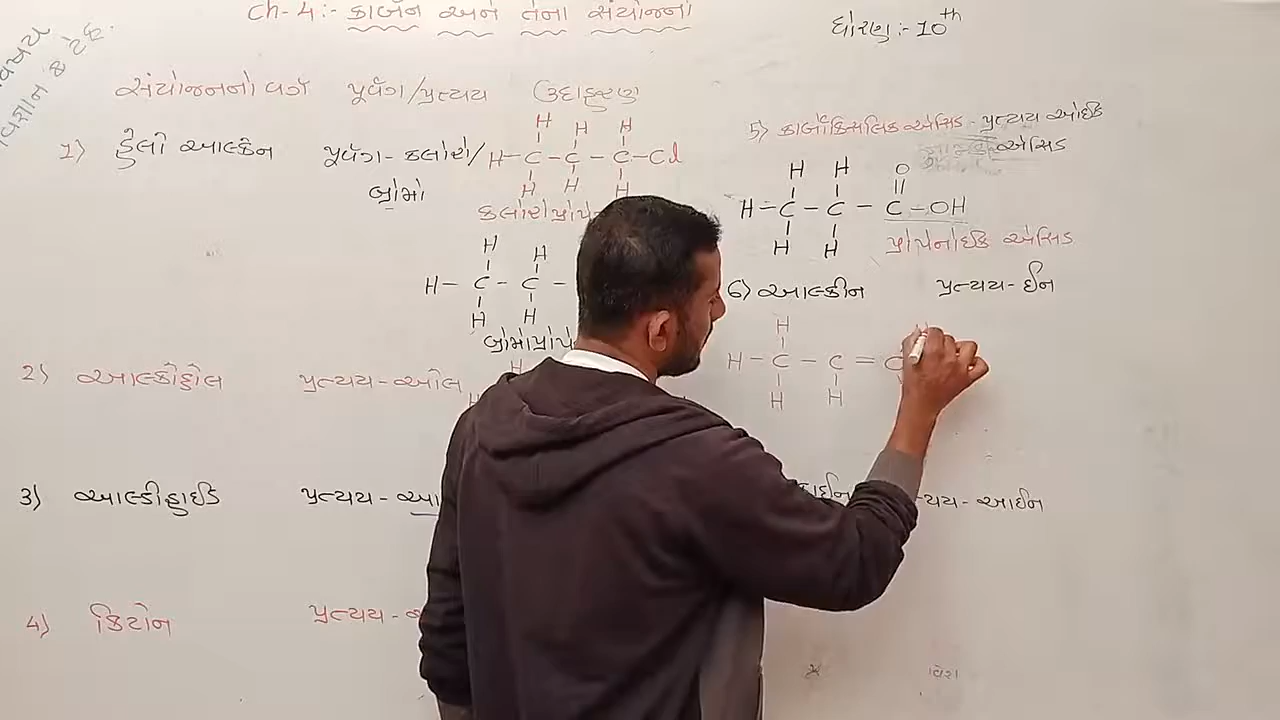 Ch-4:- કાર્બન અને તેના સંયોજનો
ધોરણ:- 10th
વિષય
વિજ્ઞાન & ટેક.
સંયોજનનો વર્ગ પૂર્વગ/પ્રત્યય ઉદાહરણ
1) હેલો આલ્કેન પૂર્વગ- ક્લોરો/
બ્રોમો
H H H
H-C-C-C-Cl
H H H
H H
H-C-C-
H H
2) આલ્કોહોલ પ્રત્યય-ઓલ
H
3) આલ્ડીહાઈડ પ્રત્યય-
4) કિટોન પ્રત્યય-
5) કાર્બોક્સિલિક એસિડ- પ્રત્યય ઓઈક
એસિડ
H H O
H-C-C-C-OH
H H
પ્રોપેનોઈક એસિડ
6) આલ્કીન પ્રત્યય- ઈન
H
H-C-C=C
H H
આઈન